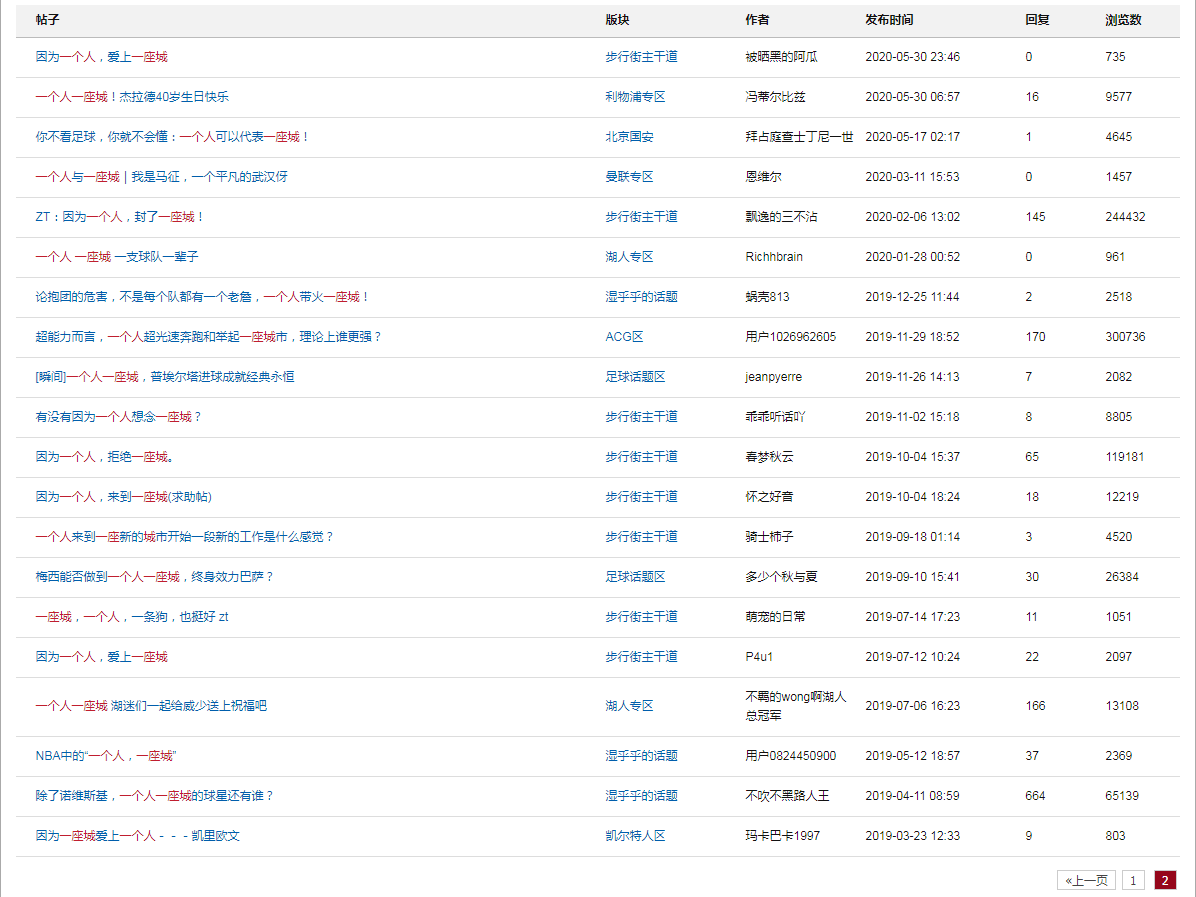 帖子 版块 作者 发布时间 回复 浏览数
因为一个人，爱上一座城 步行街主干道 被晒黑的阿瓜 2020-05-30 23:46 0 735
一个人一座城！杰拉德40岁生日快乐 利物浦专区 冯蒂尔比兹 2020-05-30 06:57 16 9577
你不看足球，你就不会懂：一个人可以代表一座城！ 北京国安 拜占庭查士丁尼一世 2020-05-17 02:17 1 4645
一个人与一座城 | 我是马征，一个平凡的武汉伢 曼联专区 恩维尔 2020-03-11 15:53 0 1457
ZT：因为一个人，封了一座城！ 步行街主干道 飘逸的三不沾 2020-02-06 13:02 145 244432
一个人 一座城 一支球队一辈子 湖人专区 Richhbrain 2020-01-28 00:52 0 961
论抱团的危害，不是每个队都有一个老詹，一个人带火一座城！ 湿乎乎的话题 蜗壳813 2019-12-25 11:44 2 2518
超能力而言，一个人超光速奔跑和举起一座城市，理论上谁更强？ ACG区 用户1026962605 2019-11-29 18:52 170 300736
[瞬间]一个人一座城，普埃尔塔进球成就经典永恒 足球话题区 jeanpyerre 2019-11-26 14:13 7 2082
有没有因为一个人想念一座城？ 步行街主干道 乖乖听话吖 2019-11-02 15:18 8 8805
因为一个人，拒绝一座城。 步行街主干道 春梦秋云 2019-10-04 15:37 65 119181
因为一个人，来到一座城(求助帖) 步行街主干道 怀之好音 2019-10-04 18:24 18 12219
一个人来到一座新的城市开始一段新的工作是什么感觉？ 步行街主干道 骑士柿子 2019-09-18 01:14 3 4520
梅西能否做到一个人一座城，终身效力巴萨？ 足球话题区 多少个秋与夏 2019-09-10 15:41 30 26384
一座城，一个人，一条狗，也挺好 zt 步行街主干道 萌宠的日常 2019-07-14 17:23 11 1051
因为一个人，爱上一座城 步行街主干道 P4u1 2019-07-12 10:24 22 2097
一个人一座城 湖迷们一起给威少送上祝福吧 湖人专区 不羁的wong啊湖人 2019-07-06 16:23 166 13108
总冠军
NBA中的“一个人，一座城” 湿乎乎的话题 用户0824450900 2019-05-12 18:57 37 2369
除了诺维斯基，一个人一座城的球星还有谁？ 湿乎乎的话题 不吹不黑路人王 2019-04-11 08:59 664 65139
因为一座城爱上一个人 - - - 凯里欧文 凯尔特人区 玛卡巴卡1997 2019-03-23 12:33 9 803
«上一页 1 2